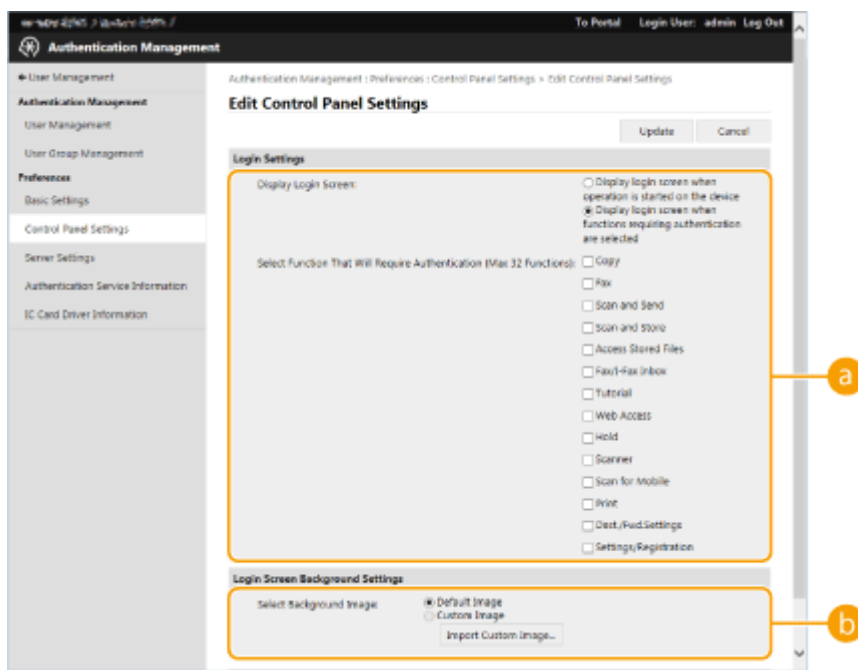 To Portal Login User: admin Log Out
Authentication Management
User Management
Authentication Management : Preferences : Control Panel Settings > Edit Control Panel Settings
Authentication Management
Edit Control Panel Settings
User Management
Update Cancel
User Group Management
Login Settings
Preferences
Display Login Screen:
Display login screen when
operation is started on the device
Display login screen when
functions requiring authentication
are selected
Basic Settings
Control Panel Settings
Server Settings
Authentication Service Information
IC Card Driver Information
Select Function That Will Require Authentication (Max 32 Functions):
Copy
Fax
Scan and Send
Scan and Store
Access Stored Files
Fax/I-Fax Inbox
Tutorial
Web Access
Hold
Scanner
Scan for Mobile
Print
Dest./Fwd.Settings
Settings/Registration
a
Login Screen Background Settings
Select Background Image:
Default Image
Custom Image
Import Custom Image...
b